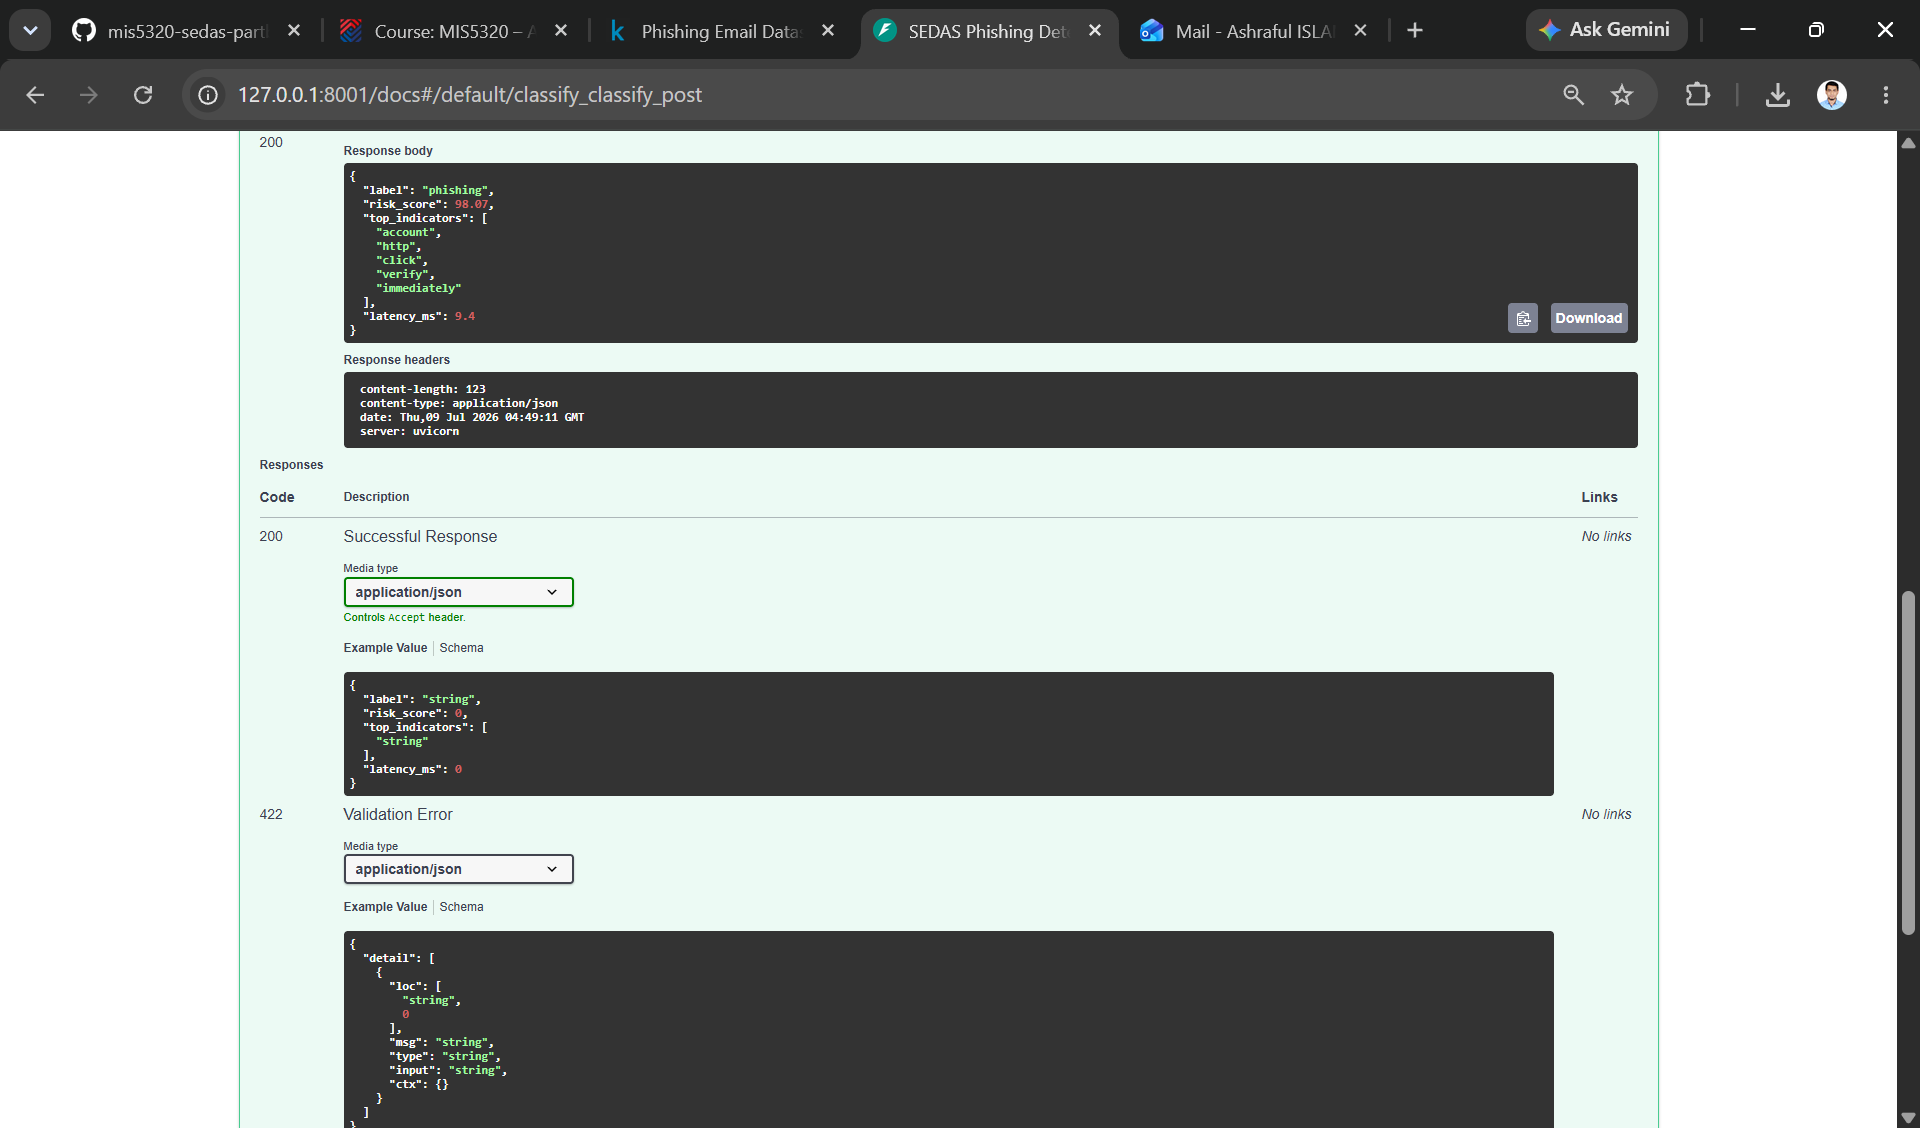 mis5320-sedas-part
Course: MIS5320 – A
Phishing Email Data
SEDAS Phishing Det
Mail - Ashraful ISLA
Ask Gemini
127.0.0.1:8001/docs#/default/classify_classify_post
200
Response body
{
"label": "phishing",
"risk_score": 98.07,
"top_indicators": [
"account",
"http",
"click",
"verify",
"immediately"
],
"latency_ms": 9.4
}
Download
Response headers
content-length: 123
content-type: application/json
date: Thu,09 Jul 2026 04:49:11 GMT
server: uvicorn
Responses
Code Description Links
200 Successful Response No links
Media type
application/json
Controls Accept header.
Example Value Schema
{
"label": "string",
"risk_score": 0,
"top_indicators": [
"string"
],
"latency_ms": 0
}
422 Validation Error No links
Media type
application/json
Example Value Schema
{
"detail": [
{
"loc": [
"string",
0
],
"msg": "string",
"type": "string",
"input": "string",
"ctx": {}
}
]
}